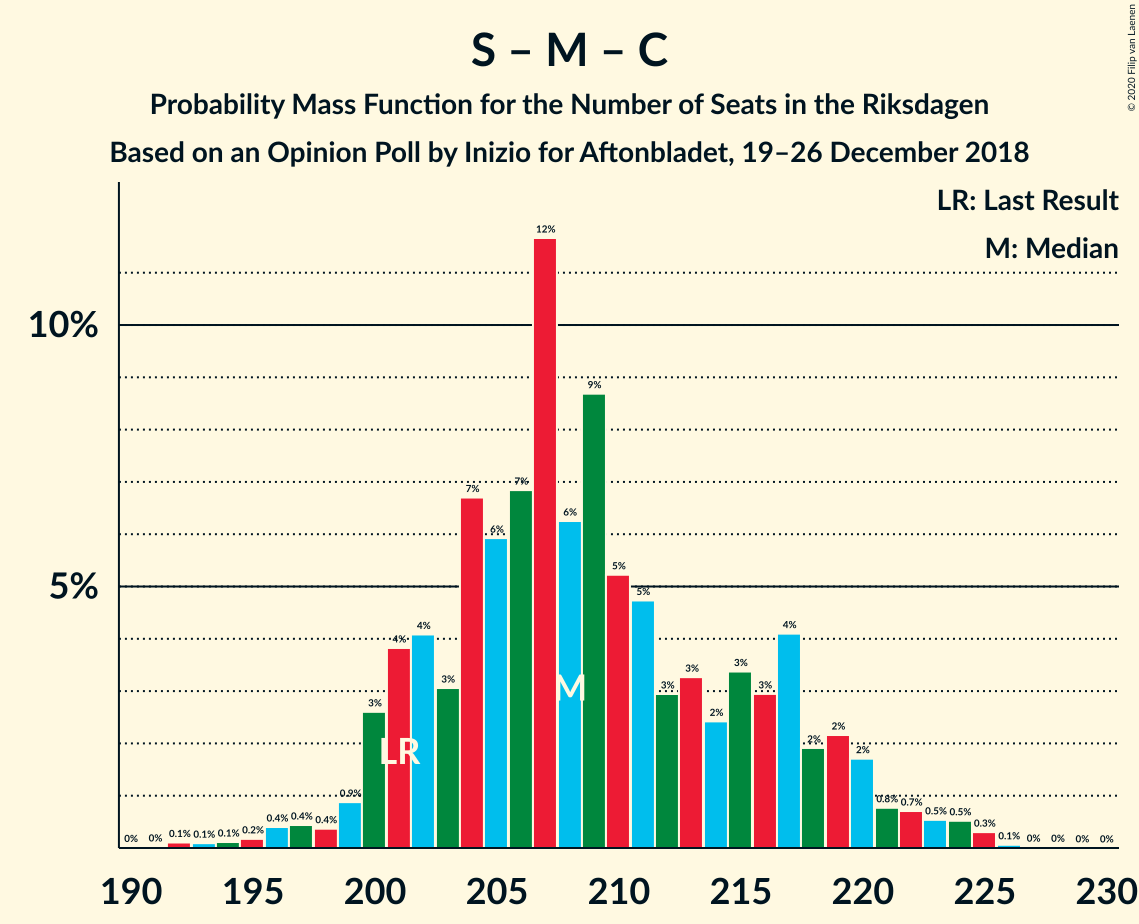 © 2020 Filip van Laenen
S – M – C
Probability Mass Function for the Number of Seats in the Riksdagen
Based on an Opinion Poll by Inizio for Aftonbladet, 19–26 December 2018
LR: Last Result
M: Median
10%
5%
0% 0% 0.1% 0.1% 0.1% 0.2% 0.4% 0.4% 0.4% 0.9% 3% 4% 4% 3% 7% 6% 7% 12% 6% 9% 5% 5% 3% 3% 2% 3% 3% 4% 2% 2% 2% 0.8% 0.7% 0.5% 0.5% 0.3% 0.1% 0% 0% 0% 0%
LR
M
190 195 200 205 210 215 220 225 230